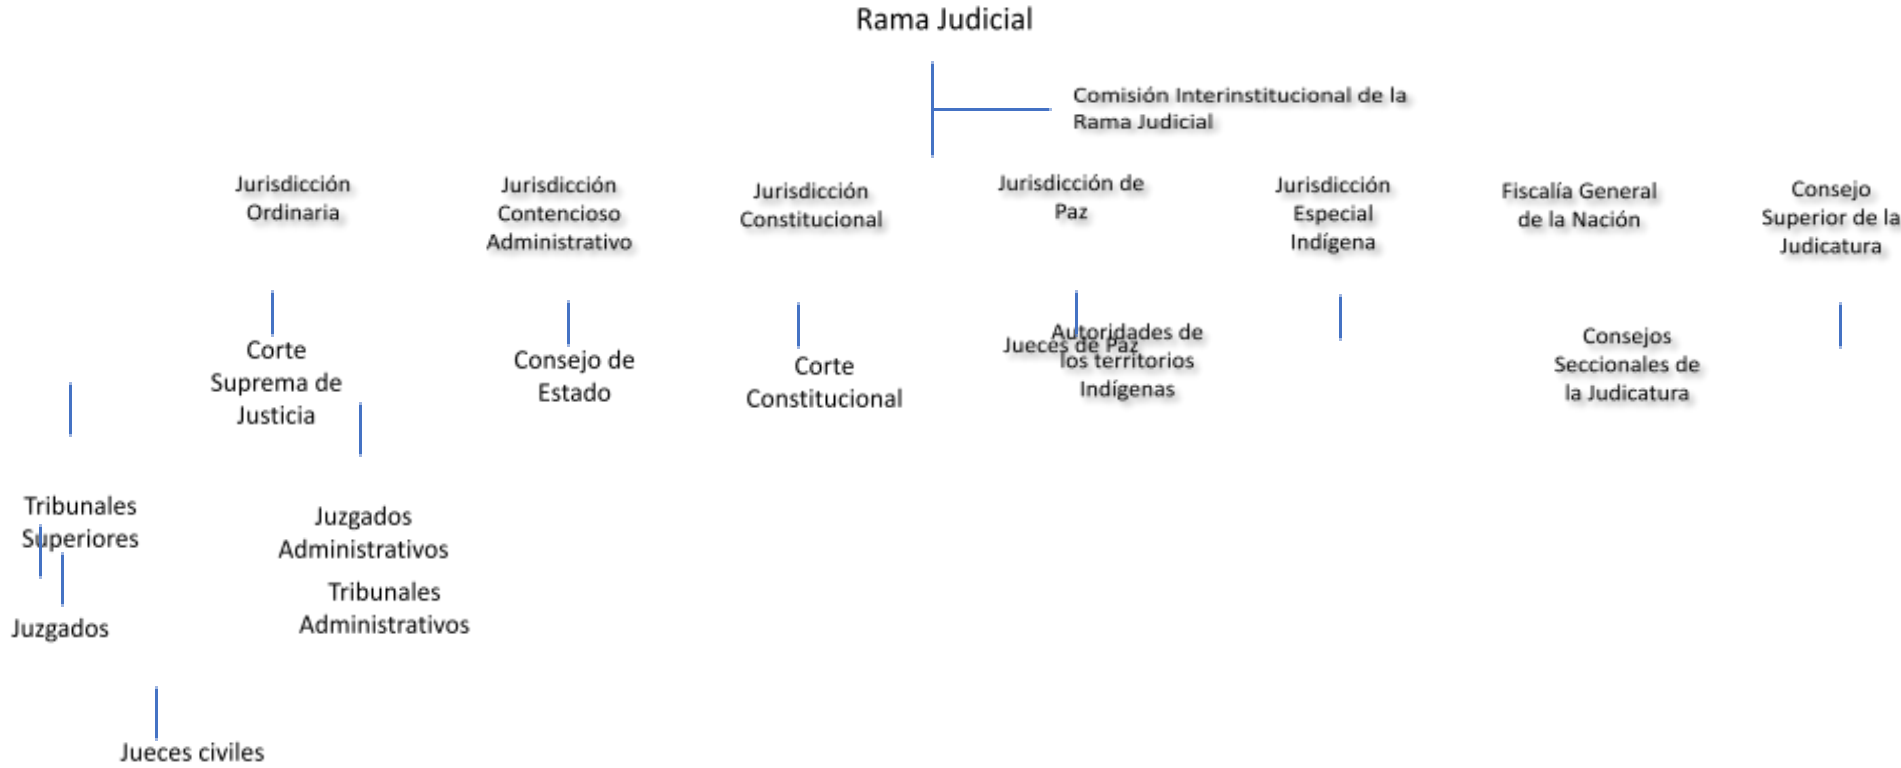 Rama Judicial
Comisión Interinstitucional de la
Rama Judicial
Jurisdicción
Ordinaria
Jurisdicción
Contencioso
Administrativo
Jurisdicción
Constitucional
Jurisdicción de
Paz
Jurisdicción
Especial
Indígena
Fiscalía General
de la Nación
Consejo
Superior de la
Judicatura
Corte
Suprema de
Justicia
Consejo de
Estado
Corte
Constitucional
Jueces de Paz
Autoridades de
los territorios
Indígenas
Consejos
Seccionales de
la Judicatura
Tribunales
Superiores
Juzgados
Administrativos
Tribunales
Administrativos
Juzgados
Jueces civiles